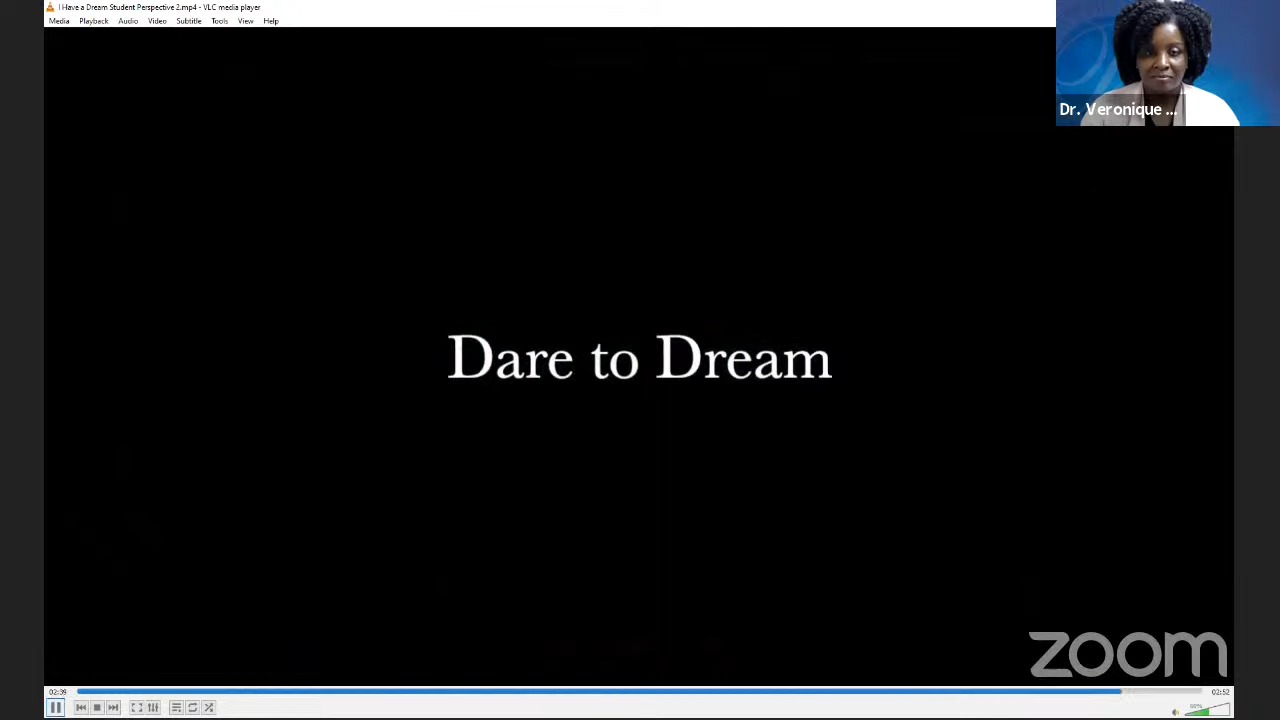 I Have a Dream Student Perspective 2.mp4 - VLC media player
Media Playback Audio Video Subtitle Tools View Help
Dr. Veronique ...
Dare to Dream
zoom
02:39
02:52